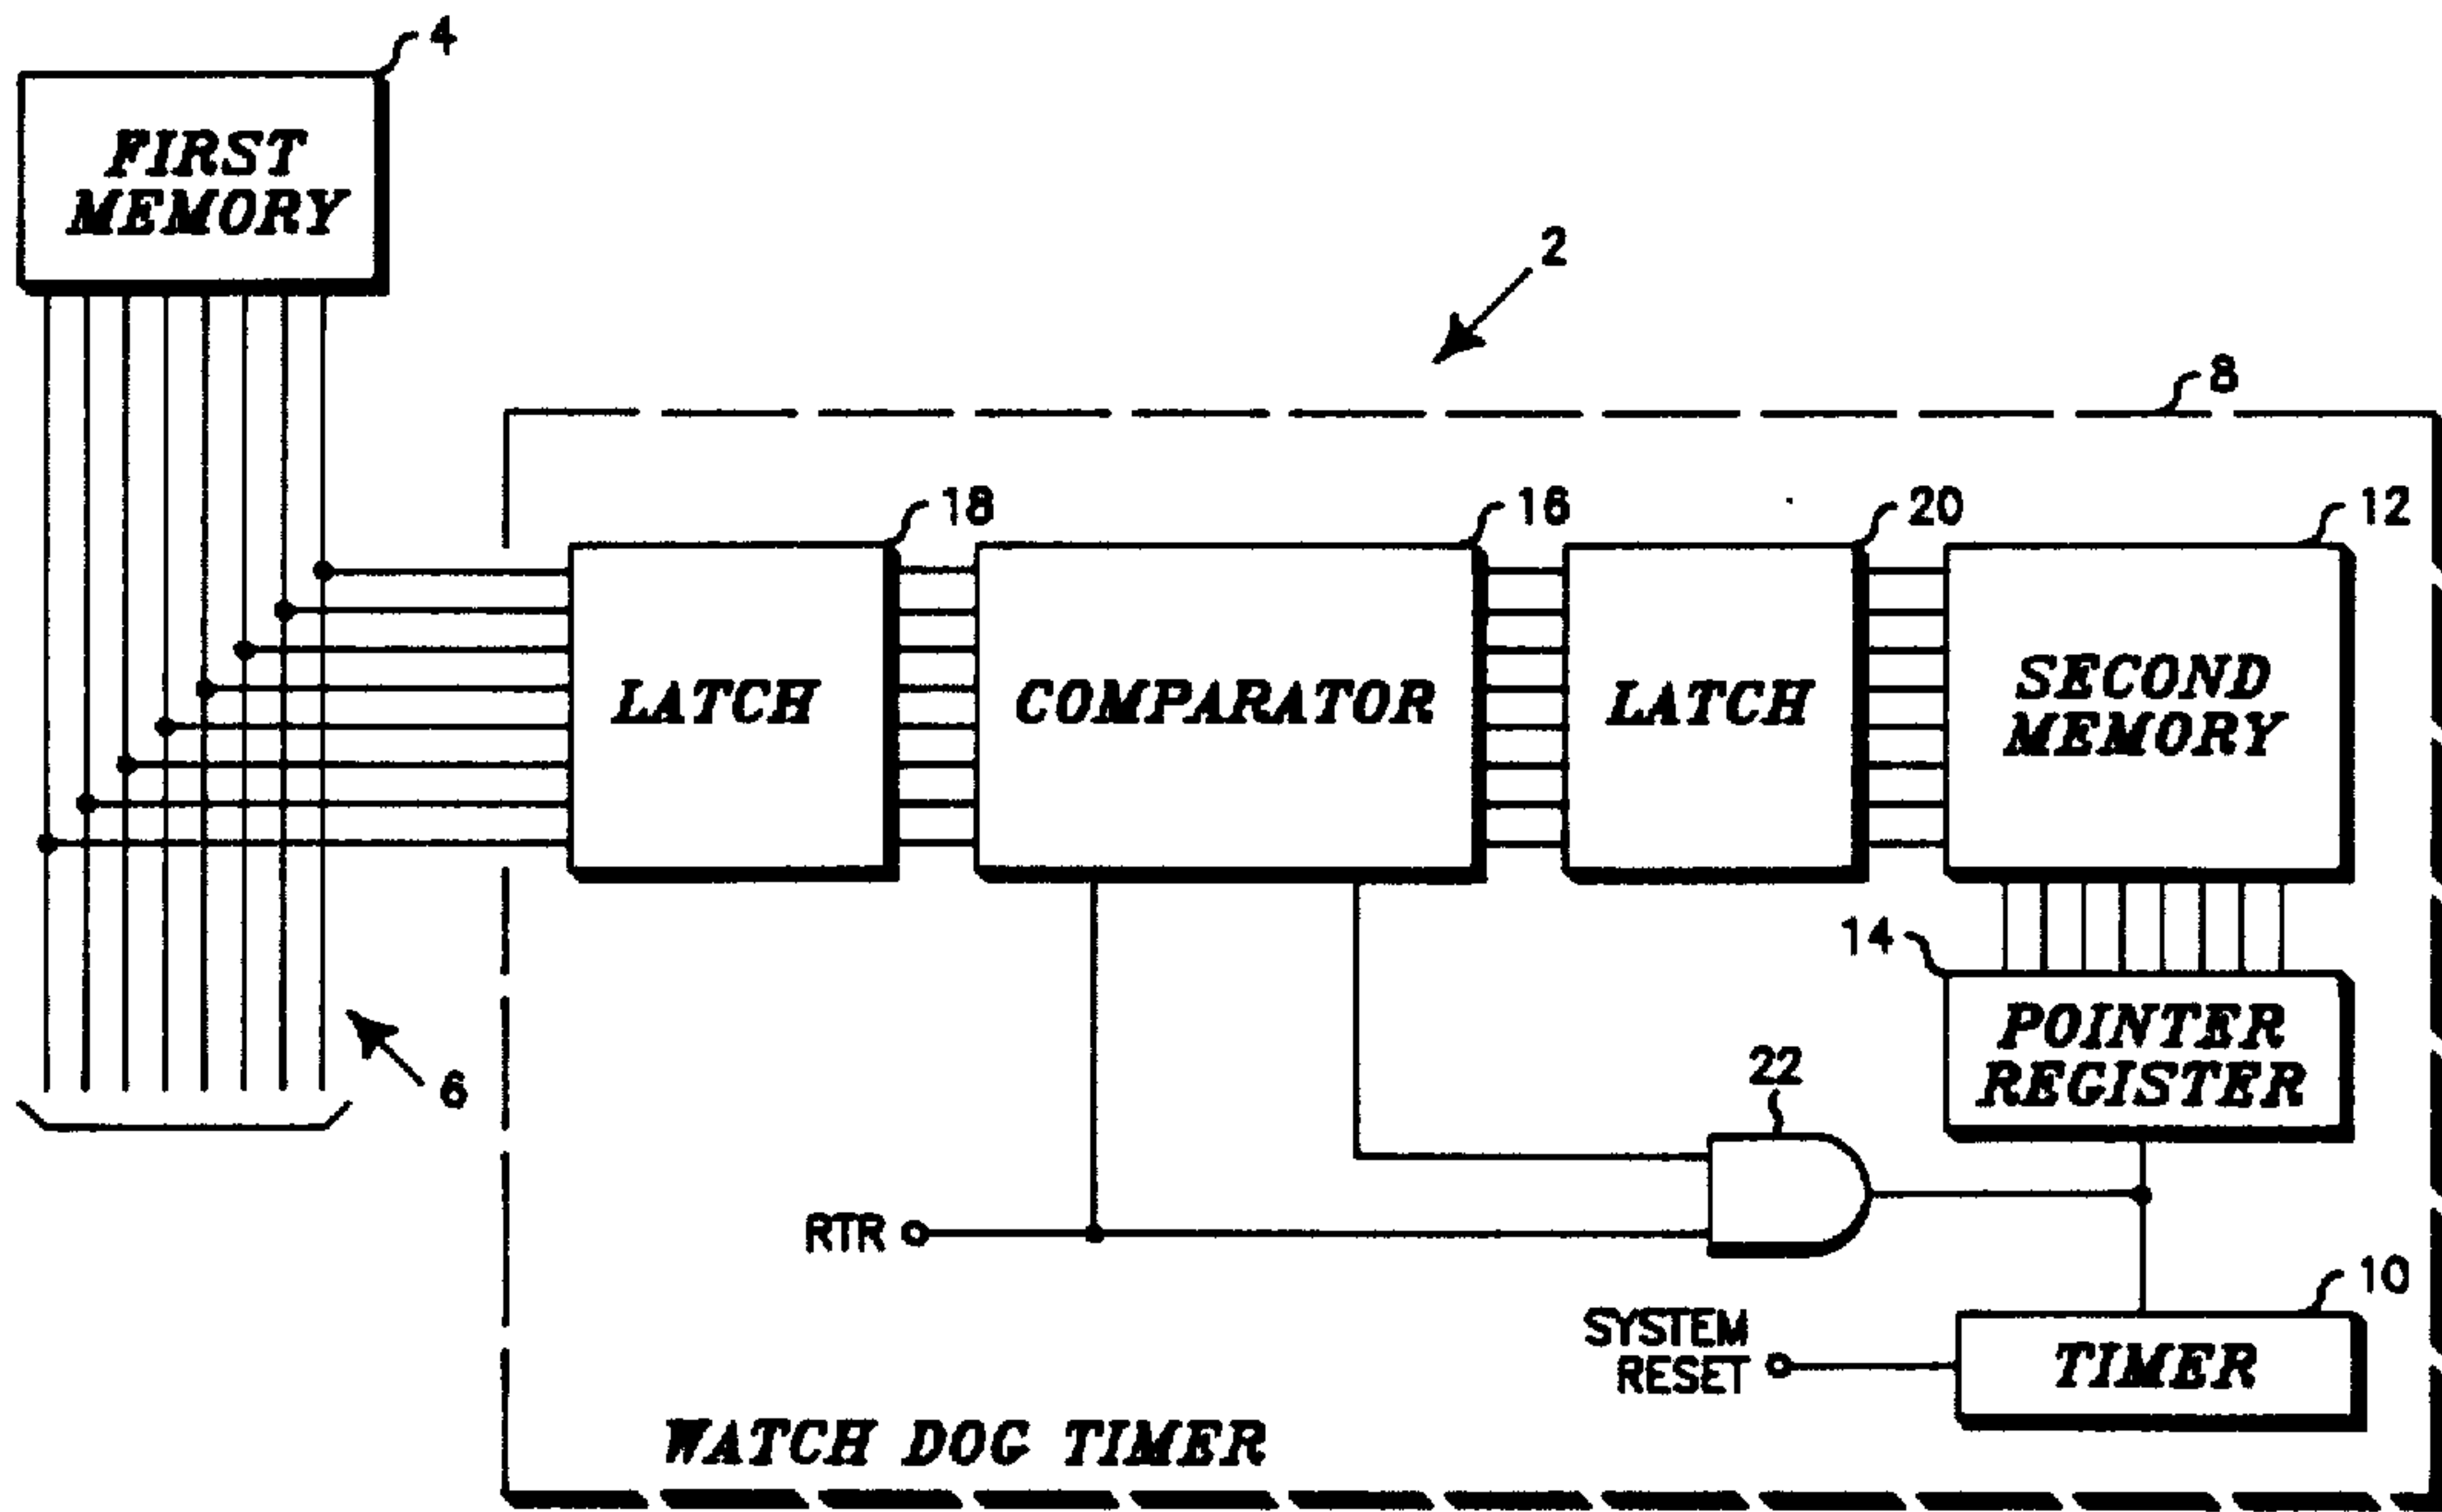 4
FIRST
MEMORY
2
8
18
16
20
12
LATCH
COMPARATOR
LATCH
SECOND
MEMORY
14
POINTER
REGISTER
6
22
RTR
10
SYSTEM
RESET
TIMER
WATCH DOG TIMER